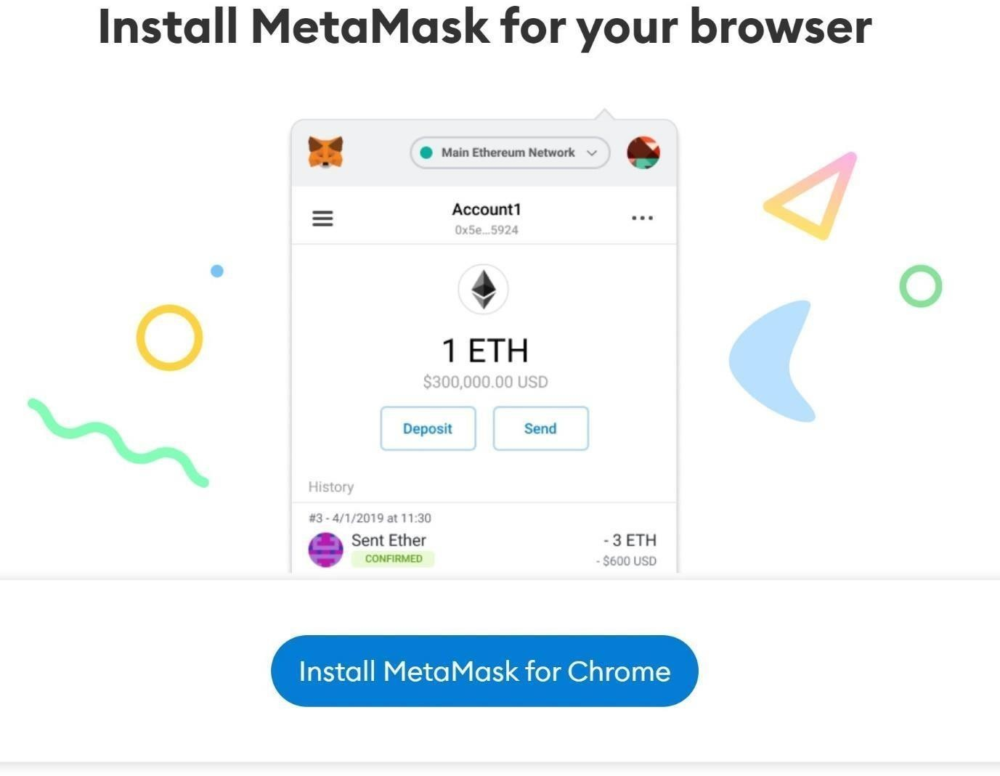 Install MetaMask for your browser
Main Ethereum Network
Account1
0x5e...5924
1 ETH
$300,000.00 USD
Deposit
Send
History
#3 - 4/1/2019 at 11:30
Sent Ether
- 3 ETH
CONFIRMED
- $600 USD
Install MetaMask for Chrome